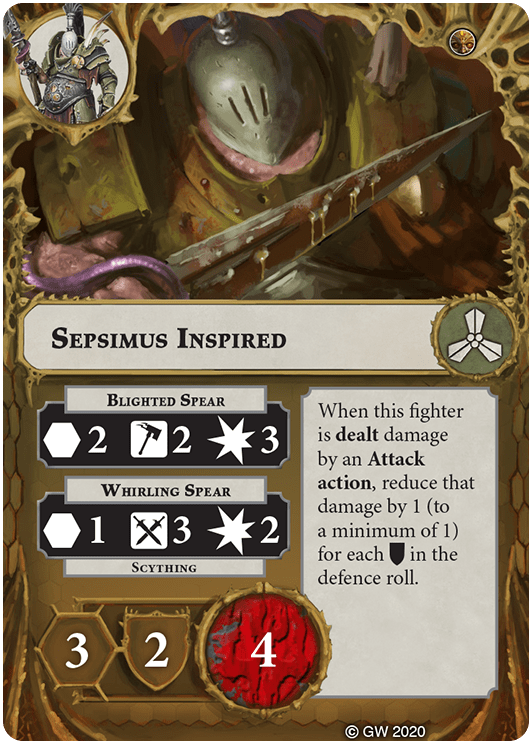 Sepsimus Inspired
Blighted Spear
2 2 3
Whirling Spear
1 3 2
Scything
When this fighter
is dealt damage
by an Attack
action, reduce that
damage by 1 (to
a minimum of 1)
for each in the
defence roll.
3 2 4
© GW 2020